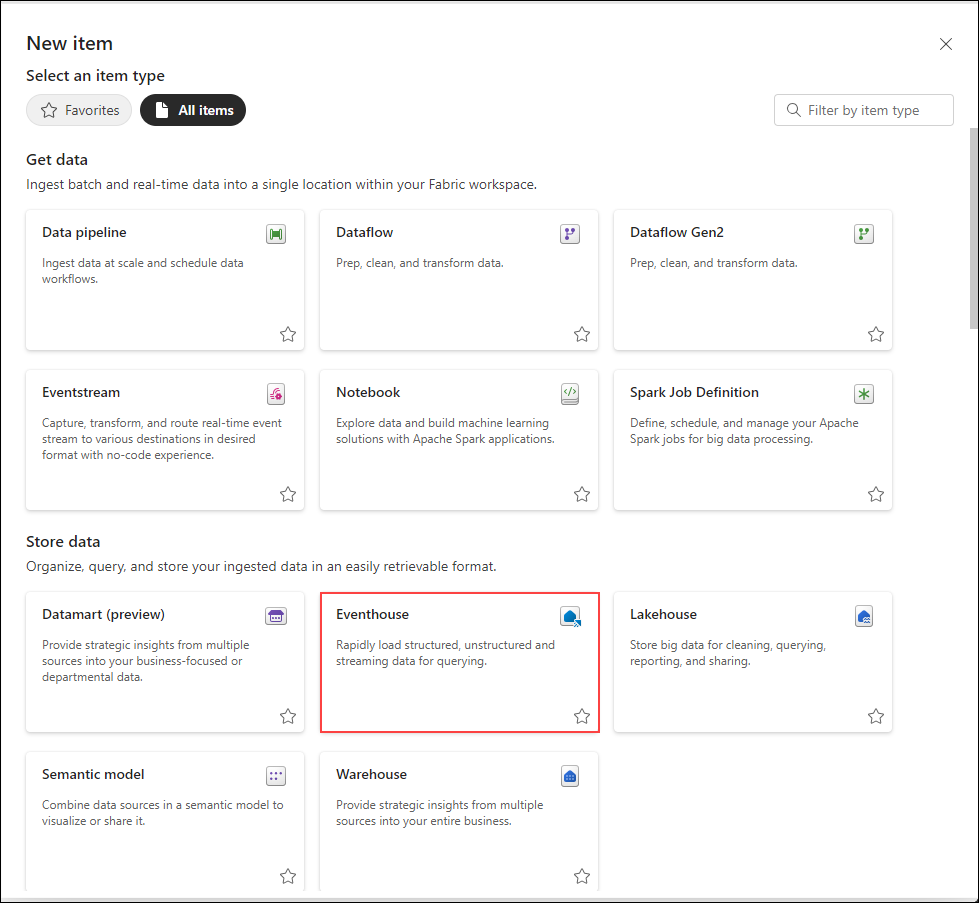 New item
Select an item type
Favorites
All items
Filter by item type
Get data
Ingest batch and real-time data into a single location within your Fabric workspace.
Data pipeline
Ingest data at scale and schedule data
workflows.
Dataflow
Prep, clean, and transform data.
Dataflow Gen2
Prep, clean, and transform data.
Eventstream
Capture, transform, and route real-time event
stream to various destinations in desired
format with no-code experience.
Notebook
Explore data and build machine learning
solutions with Apache Spark applications.
Spark Job Definition
Define, schedule, and manage your Apache
Spark jobs for big data processing.
Store data
Organize, query, and store your ingested data in an easily retrievable format.
Datamart (preview)
Provide strategic insights from multiple
sources into your business-focused or
departmental data.
Eventhouse
Rapidly load structured, unstructured and
streaming data for querying.
Lakehouse
Store big data for cleaning, querying,
reporting, and sharing.
Semantic model
Combine data sources in a semantic model to
visualize or share it.
Warehouse
Provide strategic insights from multiple
sources into your entire business.